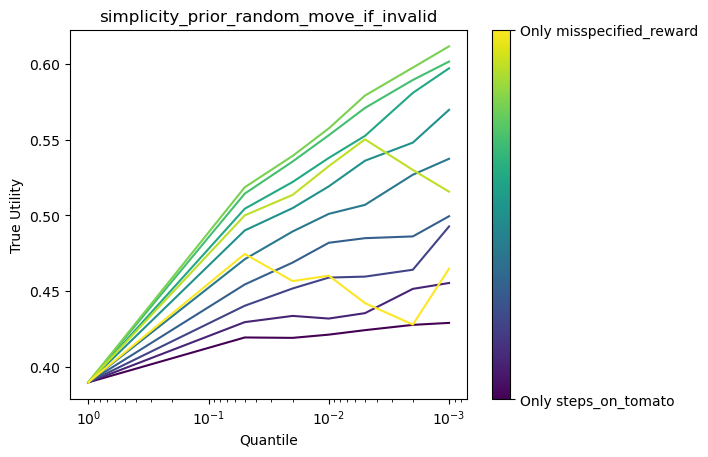 simplicity_prior_random_move_if_invalid
Only misspecified_reward
0.60
0.55
0.50
0.45
0.40
True Utility
10⁰
10⁻¹
10⁻²
10⁻³
Quantile
Only steps_on_tomato